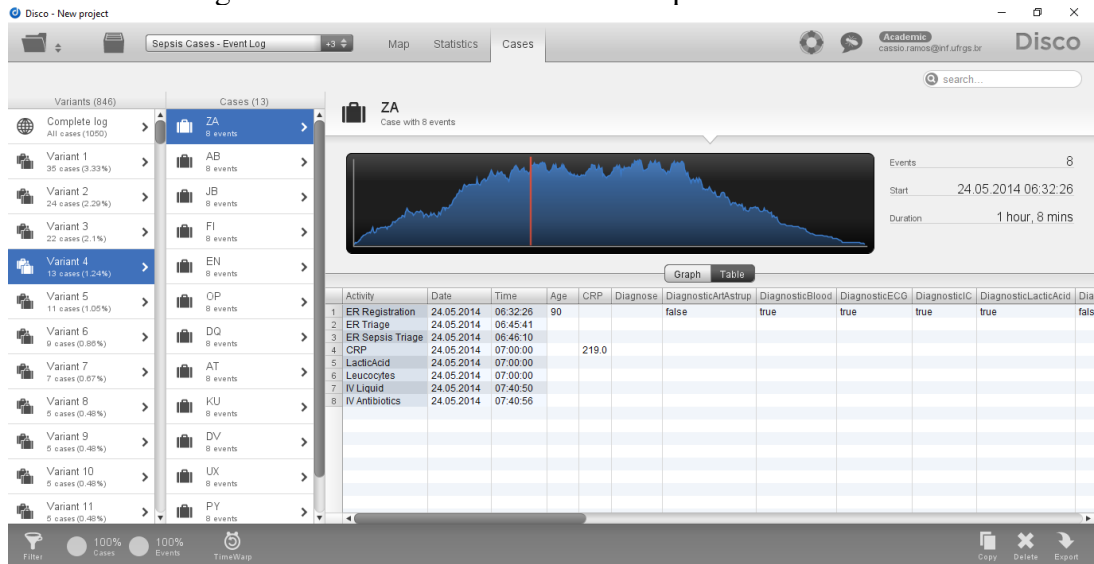 Disco - New project
Sepsis Cases - Event Log
+3
Map
Statistics
Cases
Academic
cassio.ramos@inf.ufrgs.br
Disco
search...
Variants (846)
Complete log
All cases (1050)
Variant 1
35 cases (3.33%)
Variant 2
24 cases (2.29%)
Variant 3
22 cases (2.1%)
Variant 4
13 cases (1.24%)
Variant 5
11 cases (1.05%)
Variant 6
9 cases (0.86%)
Variant 7
7 cases (0.67%)
Variant 8
5 cases (0.48%)
Variant 9
5 cases (0.48%)
Variant 10
5 cases (0.48%)
Variant 11
5 cases (0.48%)
Cases (13)
ZA
8 events
AB
8 events
JB
8 events
FI
8 events
EN
8 events
OP
8 events
DQ
8 events
AT
8 events
KU
8 events
DV
8 events
UX
8 events
PY
8 events
ZA
Case with 8 events
Events 8
Start 24.05.2014 06:32:26
Duration 1 hour, 8 mins
Graph Table
Activity Date Time Age CRP Diagnose DiagnosticArtAstrup DiagnosticBlood DiagnosticECG DiagnosticIC DiagnosticLacticAcid Dia
1 ER Registration 24.05.2014 06:32:26 90 false true true true true fals
2 ER Triage 24.05.2014 06:45:41
3 ER Sepsis Triage 24.05.2014 06:46:10
4 CRP 24.05.2014 07:00:00 219.0
5 LacticAcid 24.05.2014 07:00:00
6 Leucocytes 24.05.2014 07:00:00
7 IV Liquid 24.05.2014 07:40:50
8 IV Antibiotics 24.05.2014 07:40:56
Filter
100%
Cases
100%
Events
TimeWarp
Copy
Delete
Export